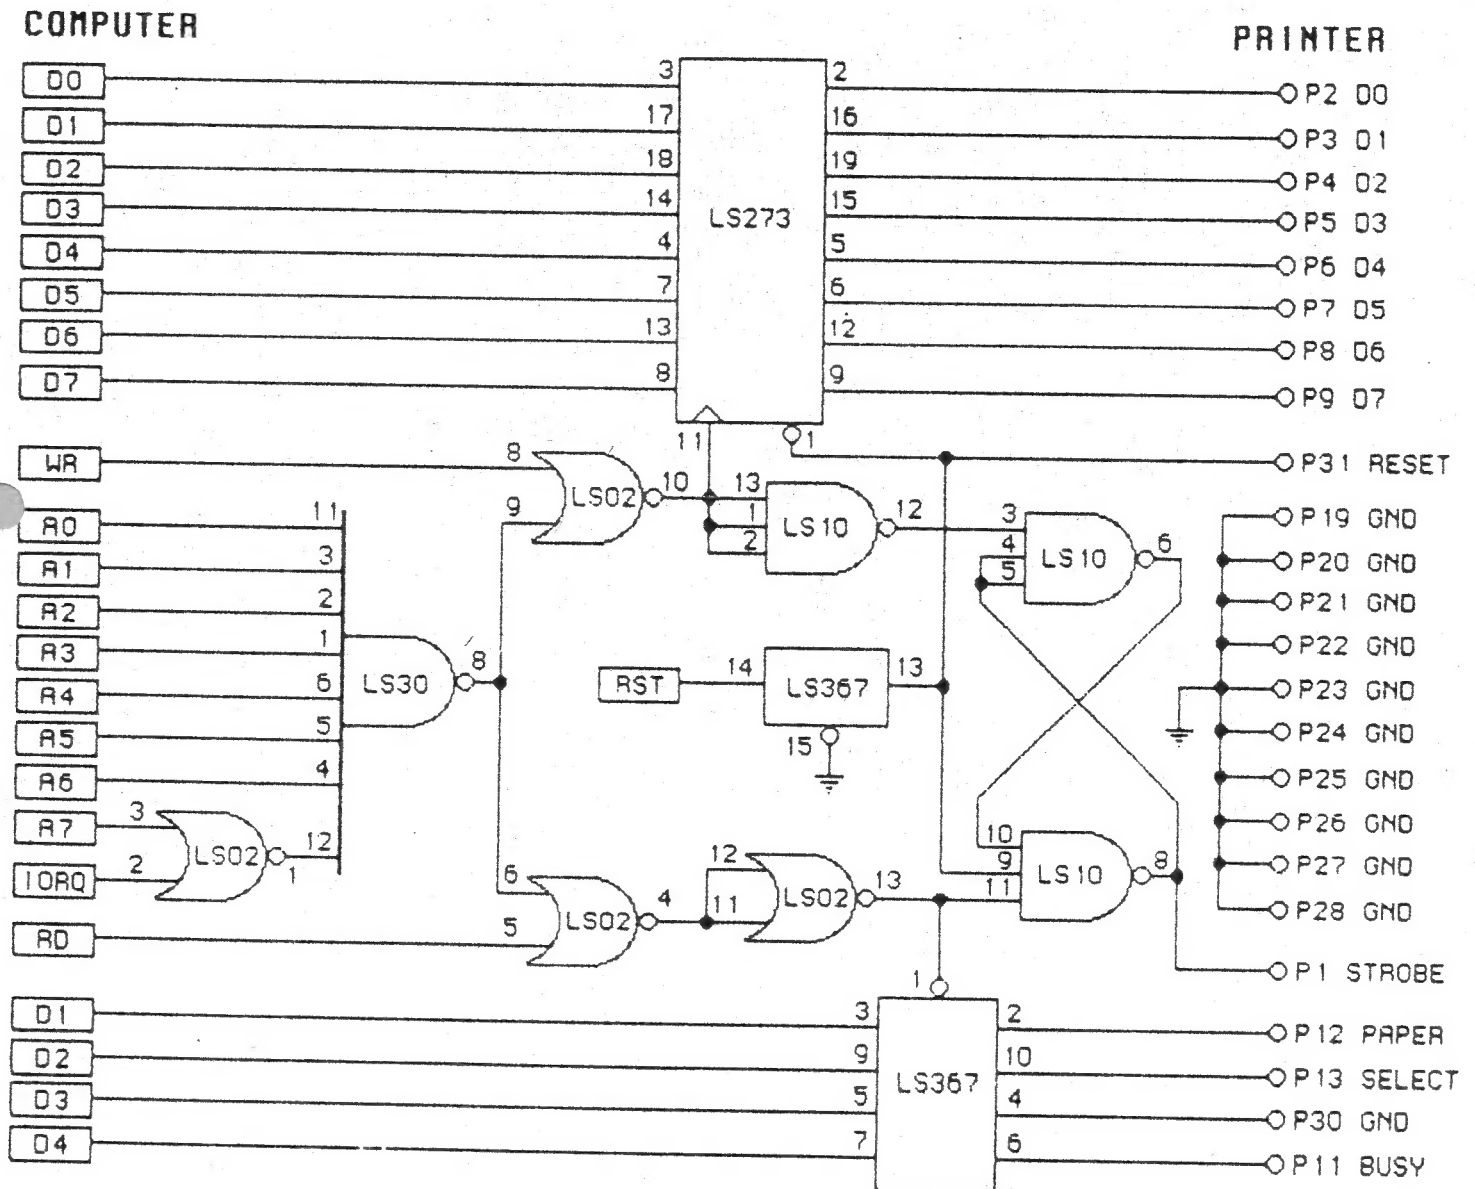 COMPUTER
PRINTER
D0 3 2 P2 D0
D1 17 16 P3 D1
D2 18 19 P4 D2
D3 14 LS273 15 P5 D3
D4 4 5 P6 D4
D5 7 6 P7 D5
D6 13 12 P8 D6
D7 8 9 P9 D7
11 1
WR 8 P31 RESET
LS02 10 13 12
9 1 LS10 3 6
2 4 LS10
5
A0 11 P19 GND
A1 3 P20 GND
A2 2 P21 GND
A3 1 P22 GND
A4 6 LS30 8 RST 14 LS367 13 P23 GND
A5 5 15 P24 GND
A6 4 P25 GND
A7 3 P26 GND
LS02 1 12 10
IORQ 2 6 12 9 LS10 8 P27 GND
LS02 4 11 LS02 13 11 P28 GND
RD 5
1 P1 STROBE
D1 3 2 P12 PAPER
D2 9 LS367 10 P13 SELECT
D3 5 4 P30 GND
D4 7 6 P11 BUSY